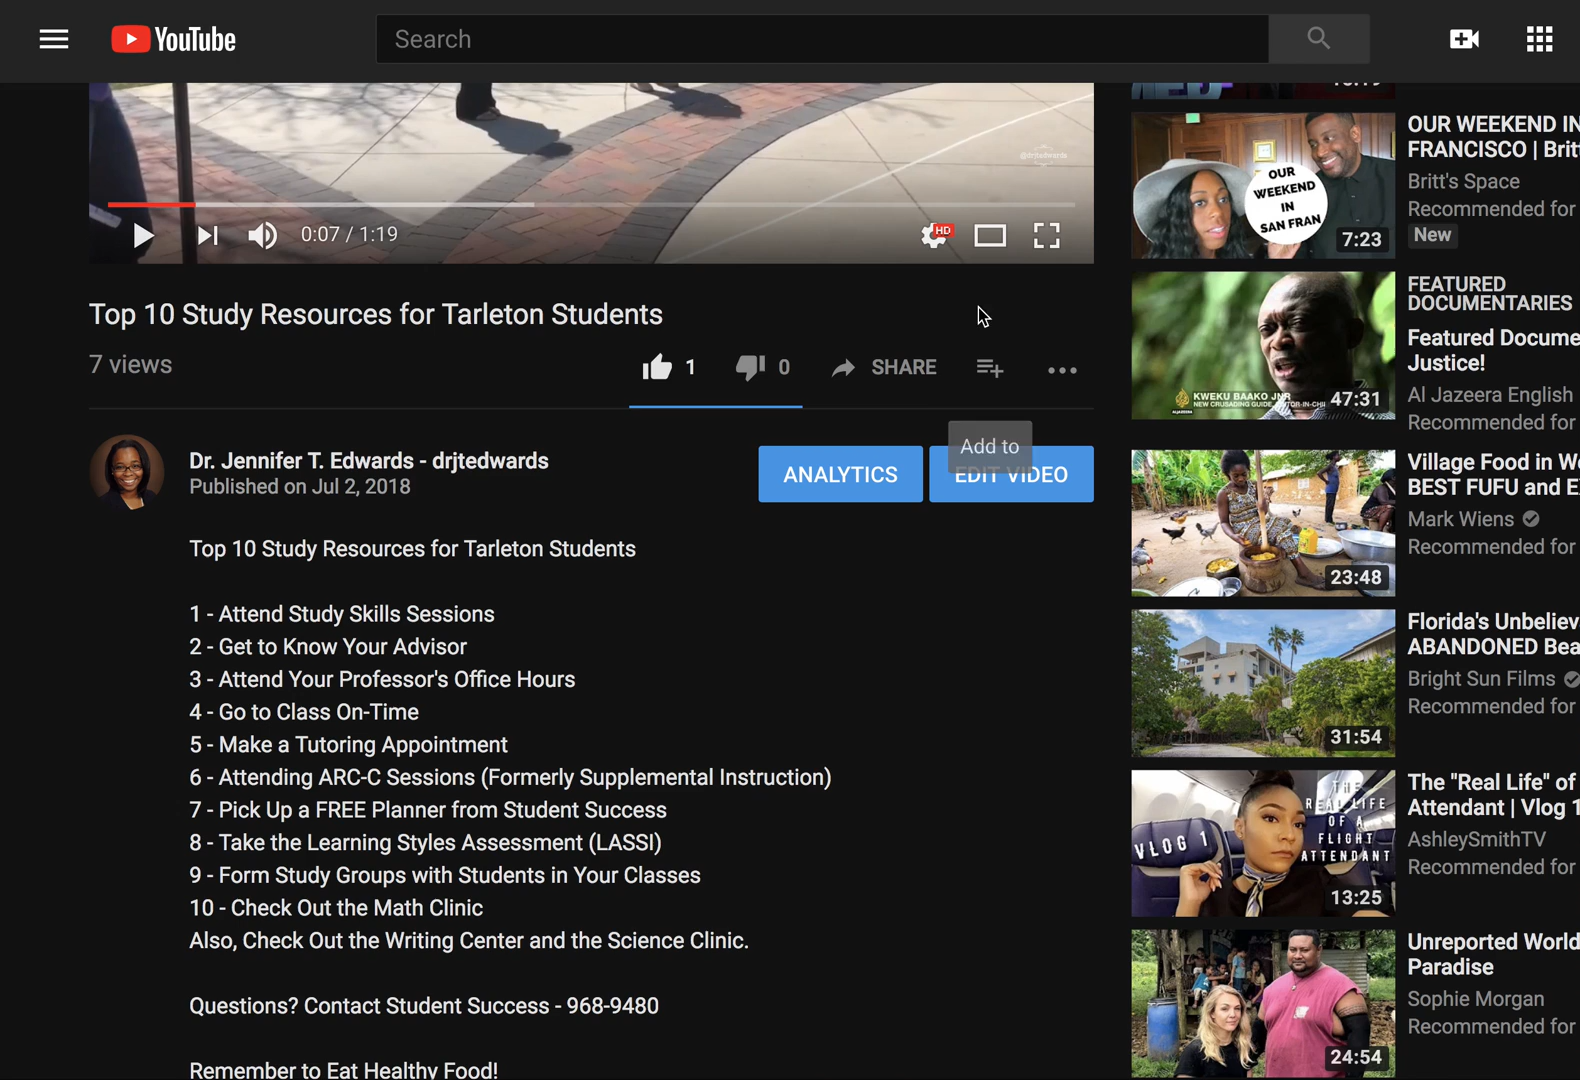 YouTube
Search
@drjtedwards
0:07 / 1:19
HD
Top 10 Study Resources for Tarleton Students
7 views
1
0
SHARE
Add to
Dr. Jennifer T. Edwards - drjtedwards
Published on Jul 2, 2018
ANALYTICS
EDIT VIDEO
Top 10 Study Resources for Tarleton Students
1 - Attend Study Skills Sessions
2 - Get to Know Your Advisor
3 - Attend Your Professor's Office Hours
4 - Go to Class On-Time
5 - Make a Tutoring Appointment
6 - Attending ARC-C Sessions (Formerly Supplemental Instruction)
7 - Pick Up a FREE Planner from Student Success
8 - Take the Learning Styles Assessment (LASSI)
9 - Form Study Groups with Students in Your Classes
10 - Check Out the Math Clinic
Also, Check Out the Writing Center and the Science Clinic.
Questions? Contact Student Success - 968-9480
Remember to Eat Healthy Food!
OUR
WEEKEND
IN
SAN FRAN
7:23
OUR WEEKEND IN
FRANCISCO | Brit
Britt's Space
Recommended for
New
KWEKU BAAKO JNR
47:31
FEATURED
DOCUMENTARIES
Featured Docume
Justice!
Al Jazeera English
Recommended for
23:48
Village Food in W
BEST FUFU and E
Mark Wiens
Recommended for
31:54
Florida's Unbeliev
ABANDONED Bea
Bright Sun Films
Recommended for
VLOG 1
THE
REAL LIFE
OF A
FLIGHT
ATTENDANT
13:25
The "Real Life" of
Attendant | Vlog 1
AshleySmithTV
Recommended for
24:54
Unreported World
Paradise
Sophie Morgan
Recommended for